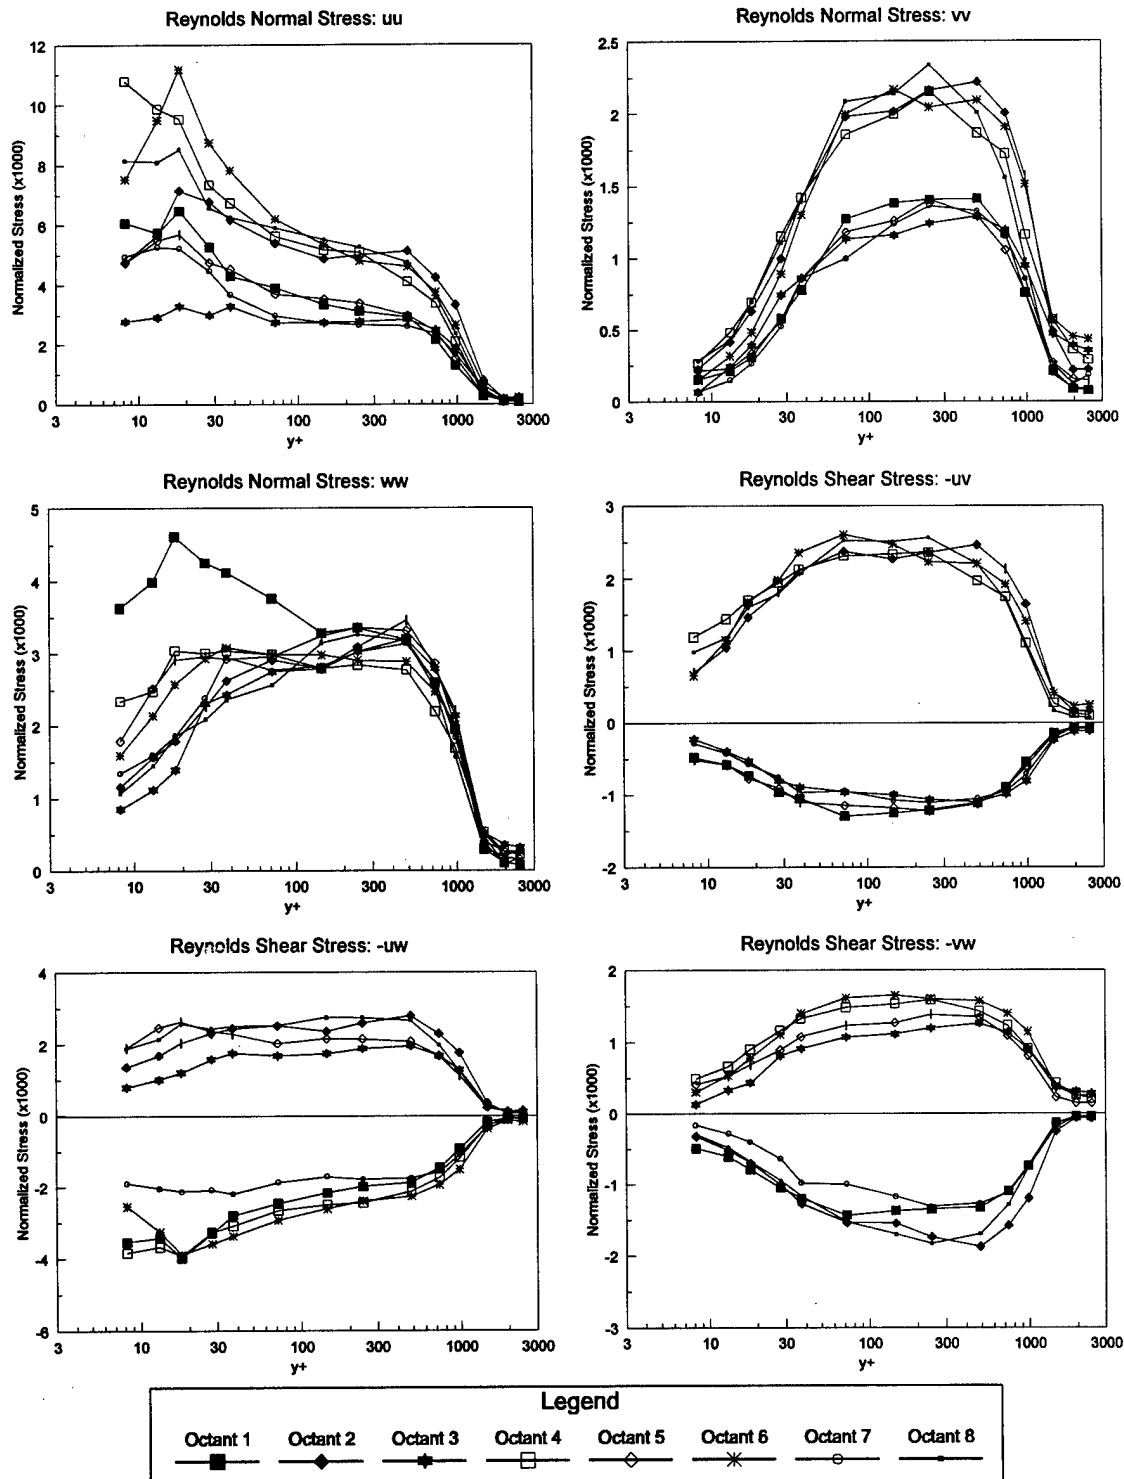 Reynolds Normal Stress: uu
Normalized Stress (x1000)
12
10
8
6
4
2
0
3 10 30 100 300 1000 3000
y+
Reynolds Normal Stress: vv
Normalized Stress (x1000)
2.5
2
1.5
1
0.5
0
3 10 30 100 300 1000 3000
y+
Reynolds Normal Stress: ww
Normalized Stress (x1000)
5
4
3
2
1
0
3 10 30 100 300 1000 3000
y+
Reynolds Shear Stress: -uv
Normalized Stress (x1000)
3
2
1
0
-1
-2
3 10 30 100 300 1000 3000
y+
Reynolds Shear Stress: -uw
Normalized Stress (x1000)
4
2
0
-2
-4
-6
3 10 30 100 300 1000 3000
y+
Reynolds Shear Stress: -vw
Normalized Stress (x1000)
2
1
0
-1
-2
-3
3 10 30 100 300 1000 3000
y+
Legend
Octant 1 Octant 2 Octant 3 Octant 4 Octant 5 Octant 6 Octant 7 Octant 8